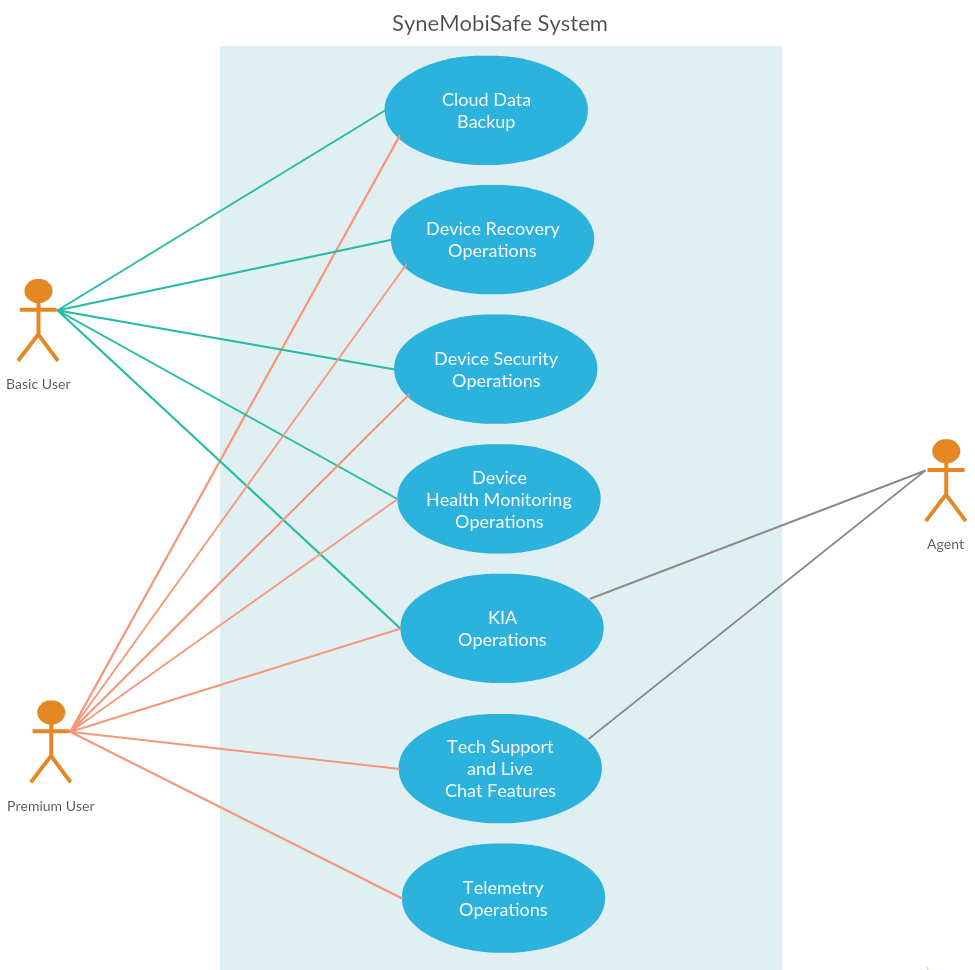 SyneMobiSafe System
Cloud Data
Backup
Device Recovery
Operations
Basic User
Device Security
Operations
Device
Health Monitoring
Operations
Agent
KIA
Operations
Tech Support
and Live
Chat Features
Premium User
Telemetry
Operations